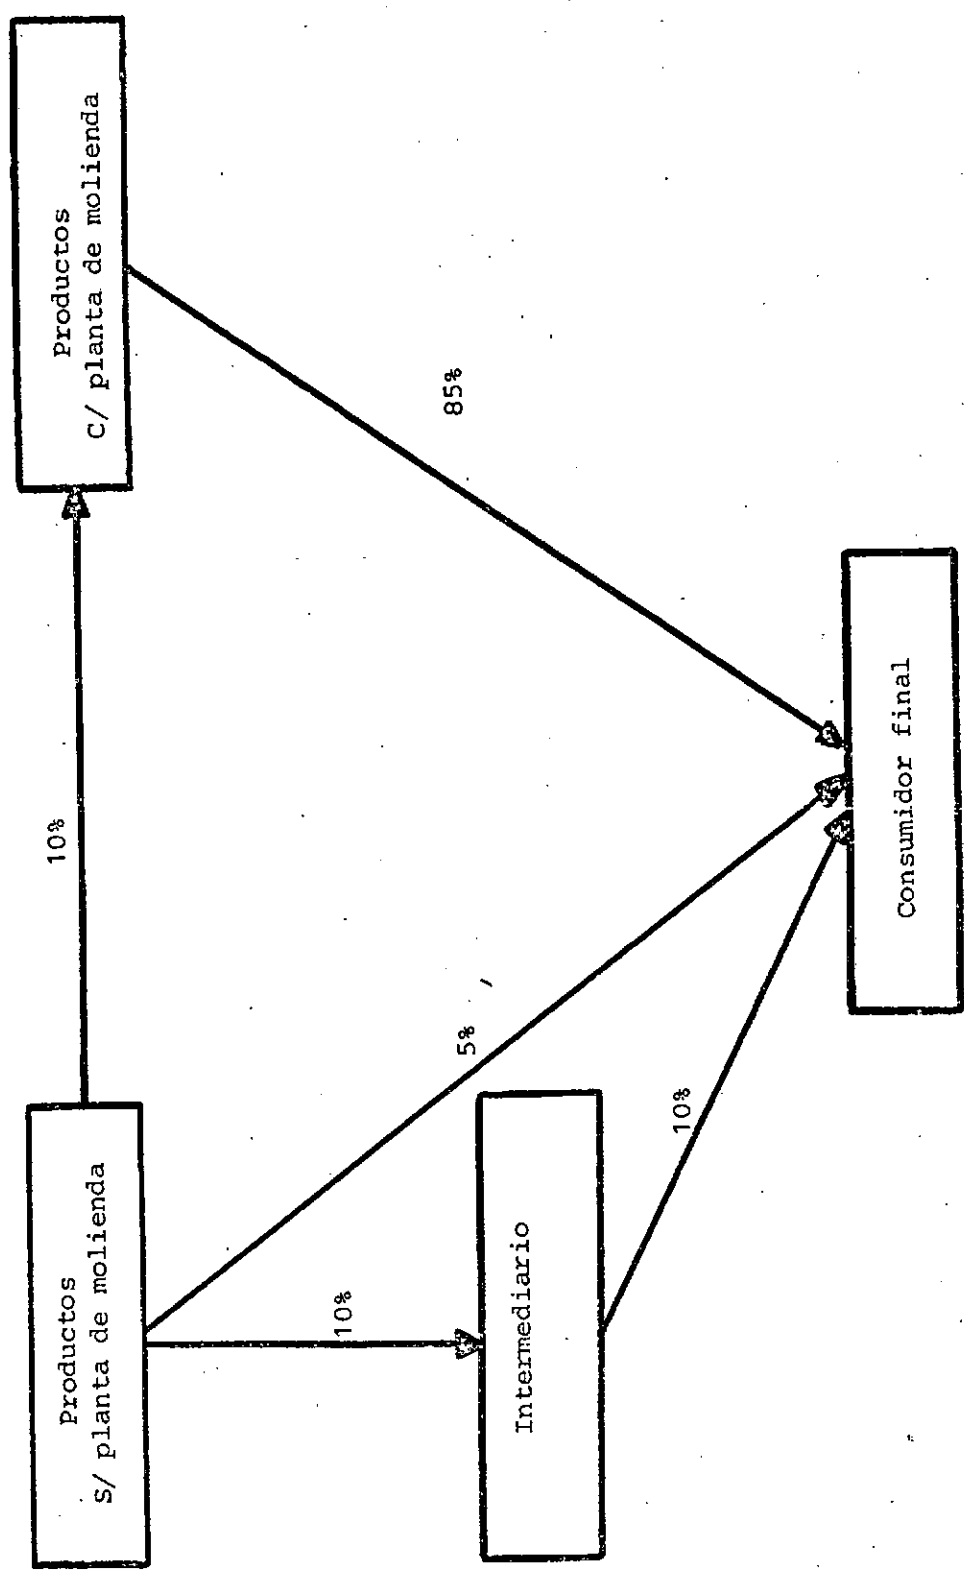 Productos
S/ planta de molienda
10%
Productos
C/ planta de molienda
10%
5%
85%
Intermediario
10%
Consumidor final